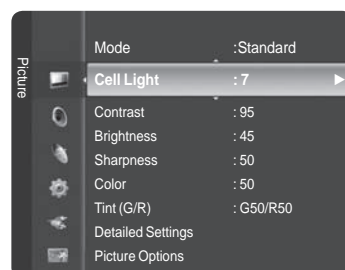 Picture
Mode :Standard
Cell Light : 7
Contrast : 95
Brightness : 45
Sharpness : 50
Color : 50
Tint (G/R) : G50/R50
Detailed Settings
Picture Options